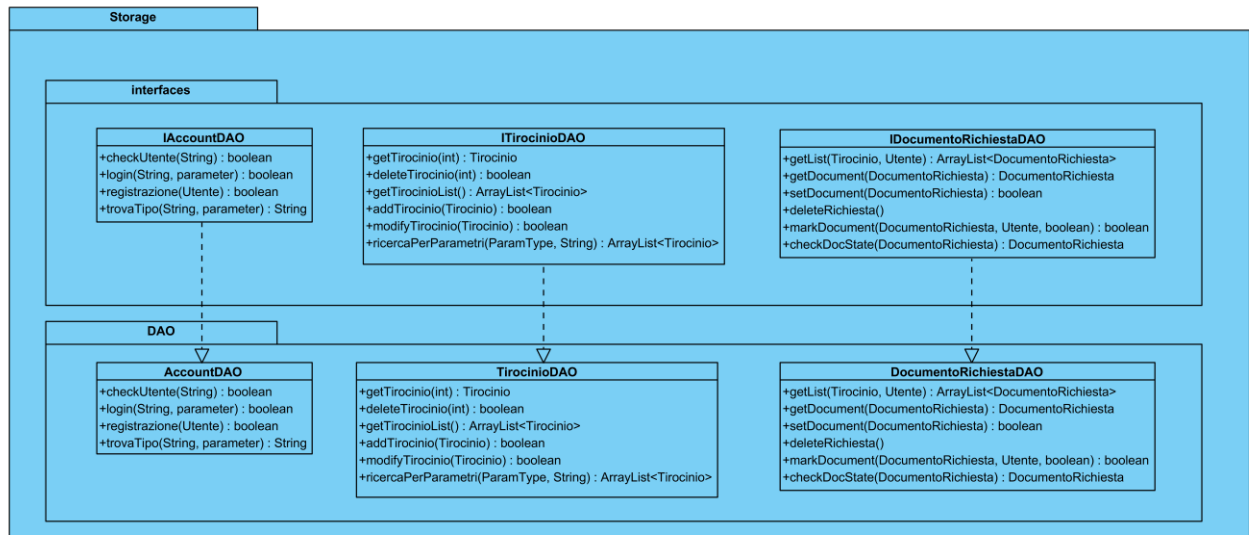 Storage
interfaces
IAccountDAO
+checkUtente(String) : boolean
+login(String, parameter) : boolean
+registrazione(Utente) : boolean
+trovaTipo(String, parameter) : String
ITirocinioDAO
+getTirocinio(int) : Tirocinio
+deleteTirocinio(int) : boolean
+getTirocinioList() : ArrayList<Tirocinio>
+addTirocinio(Tirocinio) : boolean
+modifyTirocinio(Tirocinio) : boolean
+ricercaPerParametri(ParamType, String) : ArrayList<Tirocinio>
IDocumentoRichiestaDAO
+getList(Tirocinio, Utente) : ArrayList<DocumentoRichiesta>
+getDocument(DocumentoRichiesta) : DocumentoRichiesta
+setDocument(DocumentoRichiesta) : boolean
+deleteRichiesta()
+markDocument(DocumentoRichiesta, Utente, boolean) : boolean
+checkDocState(DocumentoRichiesta) : DocumentoRichiesta
DAO
AccountDAO
+checkUtente(String) : boolean
+login(String, parameter) : boolean
+registrazione(Utente) : boolean
+trovaTipo(String, parameter) : String
TirocinioDAO
+getTirocinio(int) : Tirocinio
+deleteTirocinio(int) : boolean
+getTirocinioList() : ArrayList<Tirocinio>
+addTirocinio(Tirocinio) : boolean
+modifyTirocinio(Tirocinio) : boolean
+ricercaPerParametri(ParamType, String) : ArrayList<Tirocinio>
DocumentoRichiestaDAO
+getList(Tirocinio, Utente) : ArrayList<DocumentoRichiesta>
+getDocument(DocumentoRichiesta) : DocumentoRichiesta
+setDocument(DocumentoRichiesta) : boolean
+deleteRichiesta()
+markDocument(DocumentoRichiesta, Utente, boolean) : boolean
+checkDocState(DocumentoRichiesta) : DocumentoRichiesta